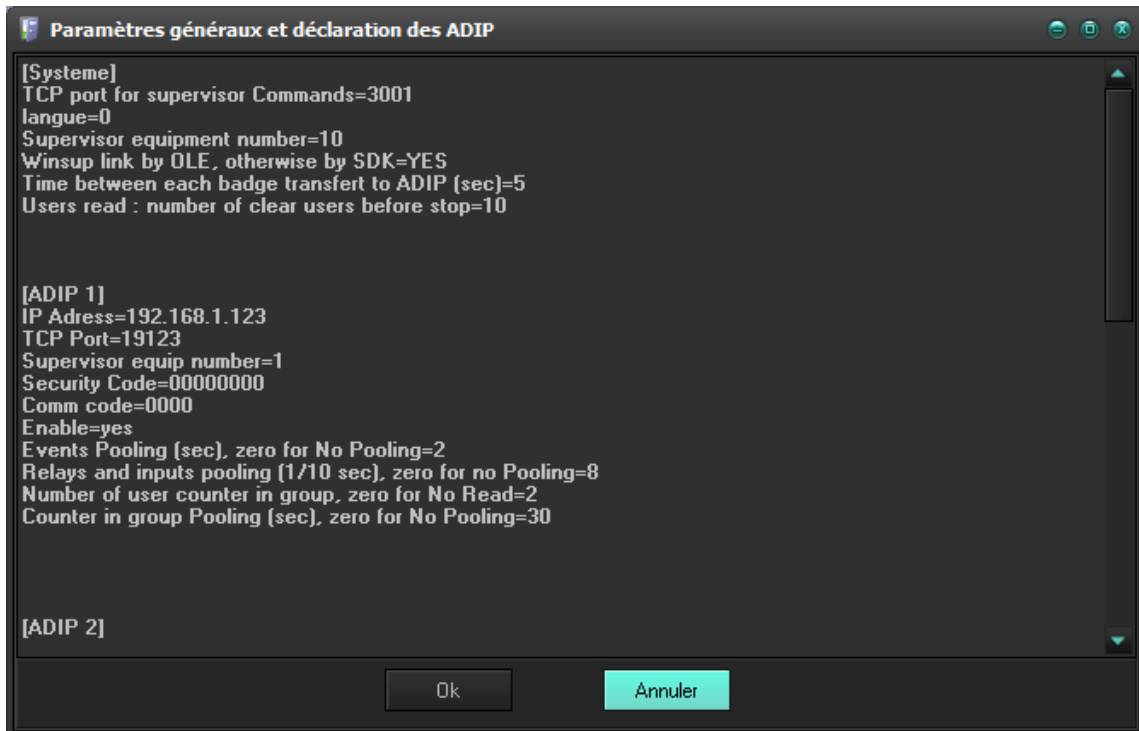 Paramètres généraux et déclaration des ADIP
[Systeme]
TCP port for supervisor Commands=3001
langue=0
Supervisor equipment number=10
Winsup link by OLE, otherwise by SDK=YES
Time between each badge transfert to ADIP (sec)=5
Users read : number of clear users before stop=10
[ADIP 1]
IP Adress=192.168.1.123
TCP Port=19123
Supervisor equip number=1
Security Code=00000000
Comm code=0000
Enable=yes
Events Pooling (sec), zero for No Pooling=2
Relays and inputs pooling (1/10 sec), zero for no Pooling=8
Number of user counter in group, zero for No Read=2
Counter in group Pooling (sec), zero for No Pooling=30
[ADIP 2]
Ok
Annuler